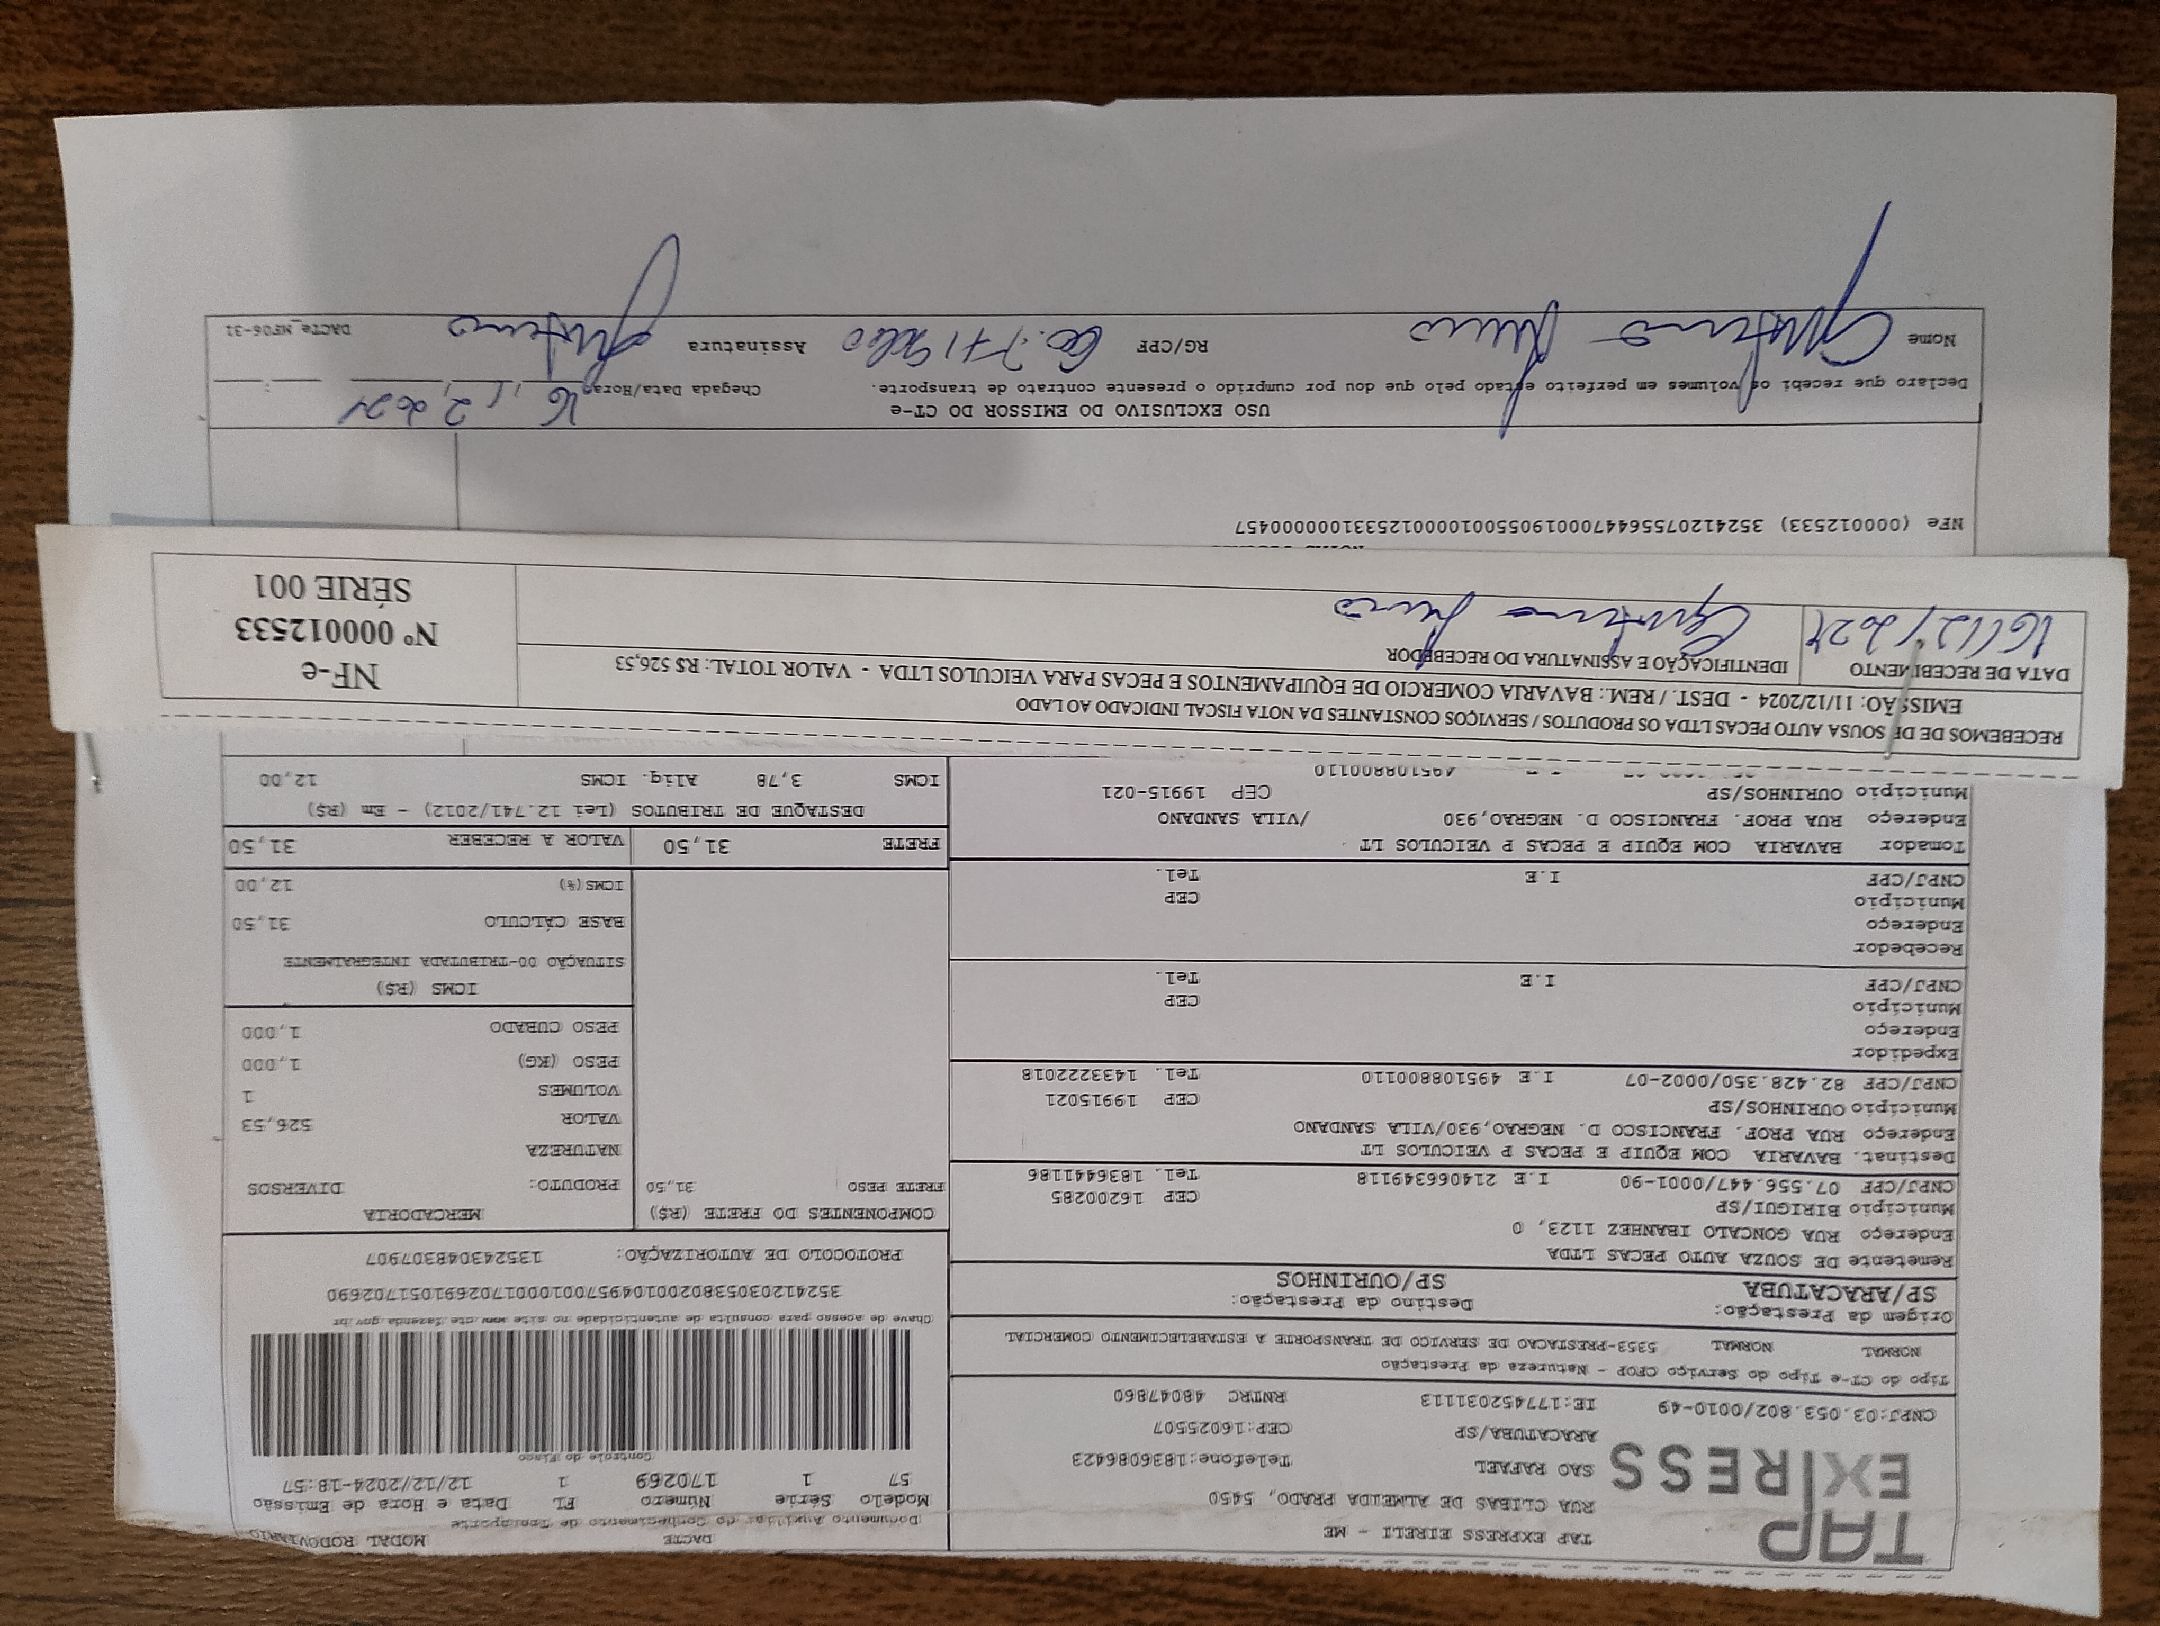 TAP EXPRESS
TAP EXPRESS EIRELI - ME
RUA CLIBAS DE ALMEIDA PRADO, 5450
SAO RAFAEL Telefone:1836086423
ARACATUBA/SP CEP:16025507
CNPJ:03.053.802/0010-49 IE:177452031113 RNTRC 48047860
Tipo do CT-e Tipo do Serviço CFOP - Natureza da Prestação
NORMAL NORMAL 5353-PRESTACAO DE SERVICO DE TRANSPORTE A ESTABELECIMENTO COMERCIAL
Origem da Prestação: Destino da Prestação:
SP/ARACATUBA SP/OURINHOS
Remetente DE SOUZA AUTO PECAS LTDA
Endereço RUA GONCALO IBANHEZ 1123, 0
Município BIRIGUI/SP CEP 16200285
CNPJ/CPF 07.556.447/0001-90 I.E 214066349118 Tel. 1836441186
Destinat. BAVARIA COM EQUIP E PECAS P VEICULOS LT
Endereço RUA PROF. FRANCISCO D. NEGRAO,930/VILA SANDANO
Município OURINHOS/SP CEP 19915021
CNPJ/CPF 82.428.350/0002-07 I.E 49510800110 Tel. 1433222018
Expedidor
Endereço
Município CEP
CNPJ/CPF I.E Tel.
Recebedor
Endereço
Município CEP
CNPJ/CPF I.E Tel.
Tomador BAVARIA COM EQUIP E PECAS P VEICULOS LT
Endereço RUA PROF. FRANCISCO D. NEGRAO,930 /VILA SANDANO
Município OURINHOS/SP CEP 19915-021
49510800110
DACTE MODAL RODOVIÁRIO
Documento Auxiliar do Conhecimento de Transporte
Modelo Série Número FL Data e Hora de Emissão
57 1 170269 1 12/12/2024-18:57
Controle do Fisco
Chave de acesso para consulta de autenticidade no site www.cte.fazenda.gov.br
35241203053802001049570010001702691051702690
PROTOCOLO DE AUTORIZAÇÃO: 135243048307907
COMPONENTES DO FRETE (R$) MERCADORIA
FRETE PESO 31,50 PRODUTO: DIVERSOS
NATUREZA
VALOR 526,53
VOLUMES 1
PESO (KG) 1,000
PESO CUBADO 1,000
ICMS (R$)
SITUAÇÃO 00-TRIBUTADA INTEGRALMENTE
BASE CÁLCULO 31,50
ICMS(%) 12,00
FRETE 31,50 VALOR A RECEBER 31,50
DESTAQUE DE TRIBUTOS (Lei 12.741/2012) - Em (R$)
ICMS 3,78 Aliq. ICMS 12,00
RECEBEMOS DE DE SOUSA AUTO PECAS LTDA OS PRODUTOS / SERVIÇOS CONSTANTES DA NOTA FISCAL INDICADO AO LADO
EMISSÃO: 11/12/2024 - DEST. / REM.: BAVARIA COMERCIO DE EQUIPAMENTOS E PECAS PARA VEICULOS LTDA - VALOR TOTAL: R$ 526,53
DATA DE RECEBIMENTO IDENTIFICAÇÃO E ASSINATURA DO RECEBEDOR
16/12/2024
NF-e
Nº 000012533
SÉRIE 001
NFe (000012533) 35241207556447000190550010000125331000000457
USO EXCLUSIVO DO EMISSOR DO CT-e
Declaro que recebi os volumes em perfeito estado pelo que dou por cumprido o presente contrato de transporte. Chegada Data/Hora 16/12/2024
Nome RG/CPF Assinatura DACTe_MF06-31